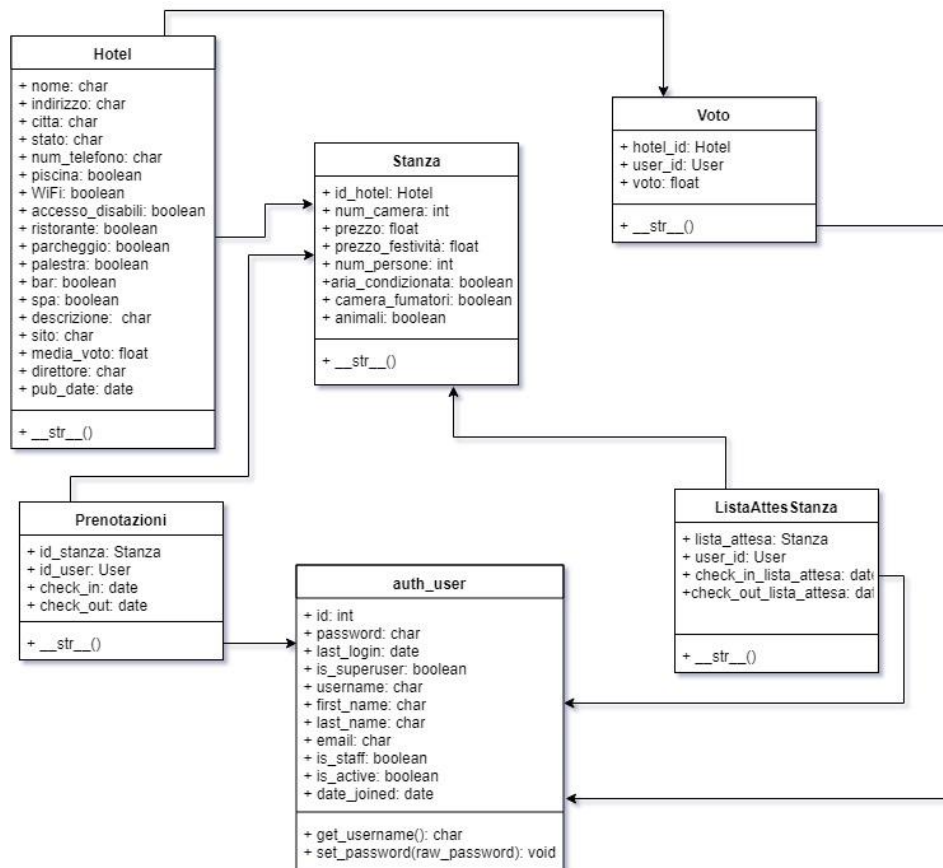 Hotel
+ nome: char
+ indirizzo: char
+ citta: char
+ stato: char
+ num_telefono: char
+ piscina: boolean
+ WiFi: boolean
+ accesso_disabili: boolean
+ ristorante: boolean
+ parcheggio: boolean
+ palestra: boolean
+ bar: boolean
+ spa: boolean
+ descrizione: char
+ sito: char
+ media_voto: float
+ direttore: char
+ pub_date: date
+ __str__()
Stanza
+ id_hotel: Hotel
+ num_camera: int
+ prezzo: float
+ prezzo_festività: float
+ num_persone: int
+aria_condizionata: boolean
+ camera_fumatori: boolean
+ animali: boolean
+ __str__()
Voto
+ hotel_id: Hotel
+ user_id: User
+ voto: float
+ __str__()
Prenotazioni
+ id_stanza: Stanza
+ id_user: User
+ check_in: date
+ check_out: date
+ __str__()
auth_user
+ id: int
+ password: char
+ last_login: date
+ is_superuser: boolean
+ username: char
+ first_name: char
+ last_name: char
+ email: char
+ is_staff: boolean
+ is_active: boolean
+ date_joined: date
+ get_username(): char
+ set_password(raw_password): void
ListaAttesStanza
+ lista_attesa: Stanza
+ user_id: User
+ check_in_lista_attesa: dat
+check_out_lista_attesa: dat
+ __str__()